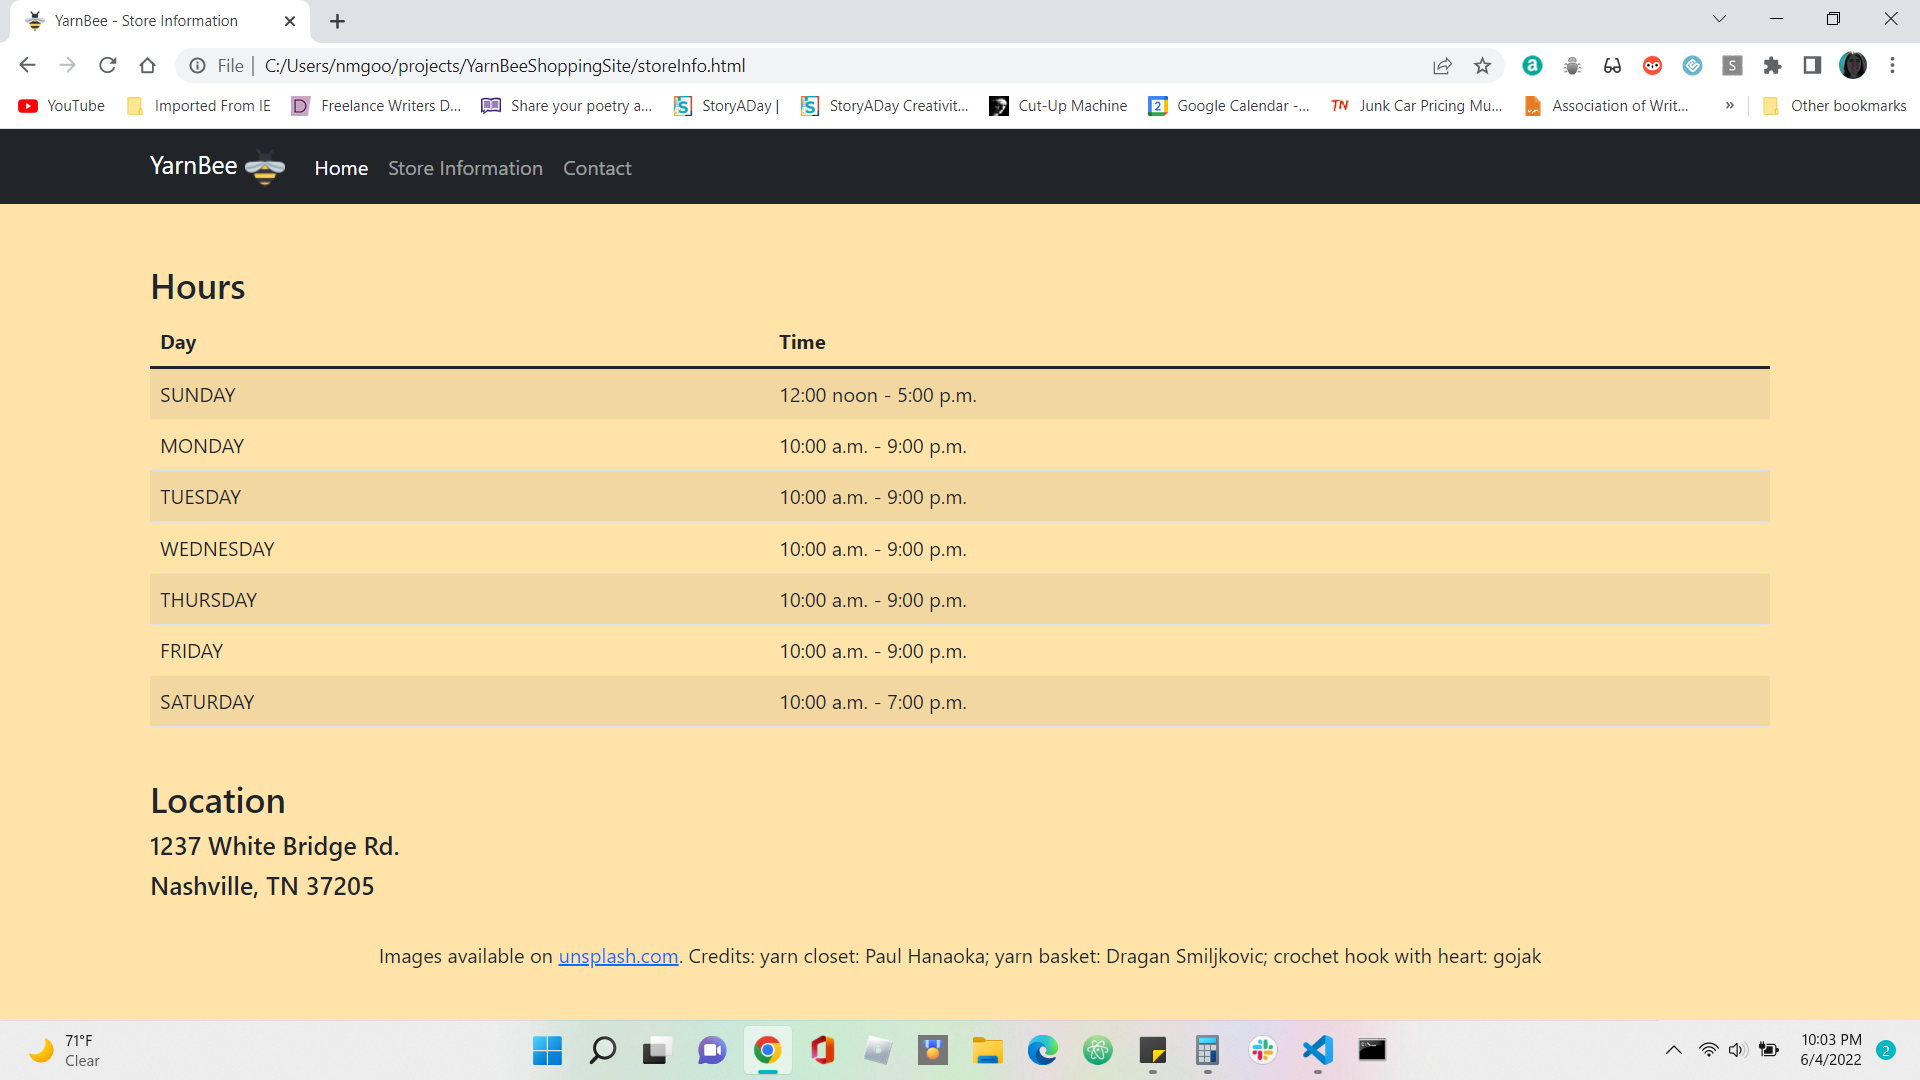 YarnBee - Store Information
File
C:/Users/nmgoo/projects/YarnBeeShoppingSite/storeInfo.html
YouTube Imported From IE Freelance Writers D... Share your poetry a... StoryADay | StoryADay Creativit... Cut-Up Machine Google Calendar -... Junk Car Pricing Mu... Association of Writ... » Other bookmarks
YarnBee Home Store Information Contact
Hours
Day Time
SUNDAY 12:00 noon - 5:00 p.m.
MONDAY 10:00 a.m. - 9:00 p.m.
TUESDAY 10:00 a.m. - 9:00 p.m.
WEDNESDAY 10:00 a.m. - 9:00 p.m.
THURSDAY 10:00 a.m. - 9:00 p.m.
FRIDAY 10:00 a.m. - 9:00 p.m.
SATURDAY 10:00 a.m. - 7:00 p.m.
Location
1237 White Bridge Rd.
Nashville, TN 37205
Images available on unsplash.com. Credits: yarn closet: Paul Hanaoka; yarn basket: Dragan Smiljkovic; crochet hook with heart: gojak
71°F
Clear
10:03 PM
6/4/2022
2